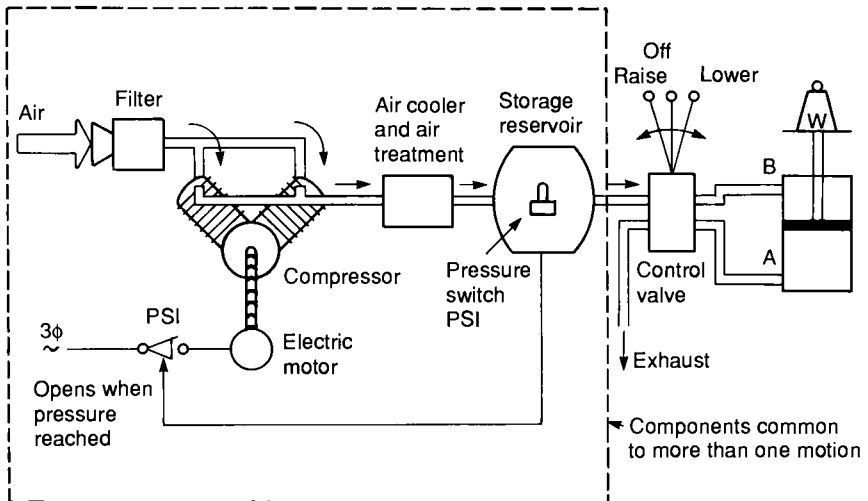 Off
Raise
Lower
Air
Filter
Air cooler
and air
treatment
Storage
reservoir
W
B
A
Compressor
Pressure
switch
PSI
Control
valve
3ϕ
~
PSI
Electric
motor
Exhaust
Opens when
pressure
reached
Components common
to more than one motion